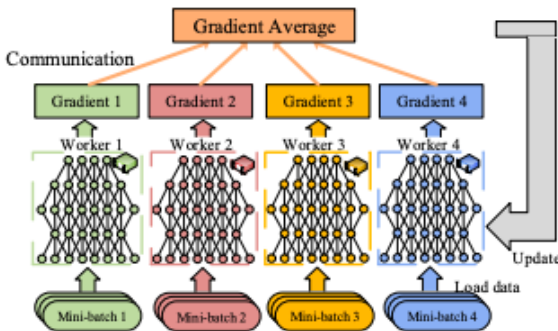 Gradient Average
Communication
Gradient 1
Gradient 2
Gradient 3
Gradient 4
Worker 1
Worker 2
Worker 3
Worker 4
Update
Load data
Mini-batch 1
Mini-batch 2
Mini-batch 3
Mini-batch 4